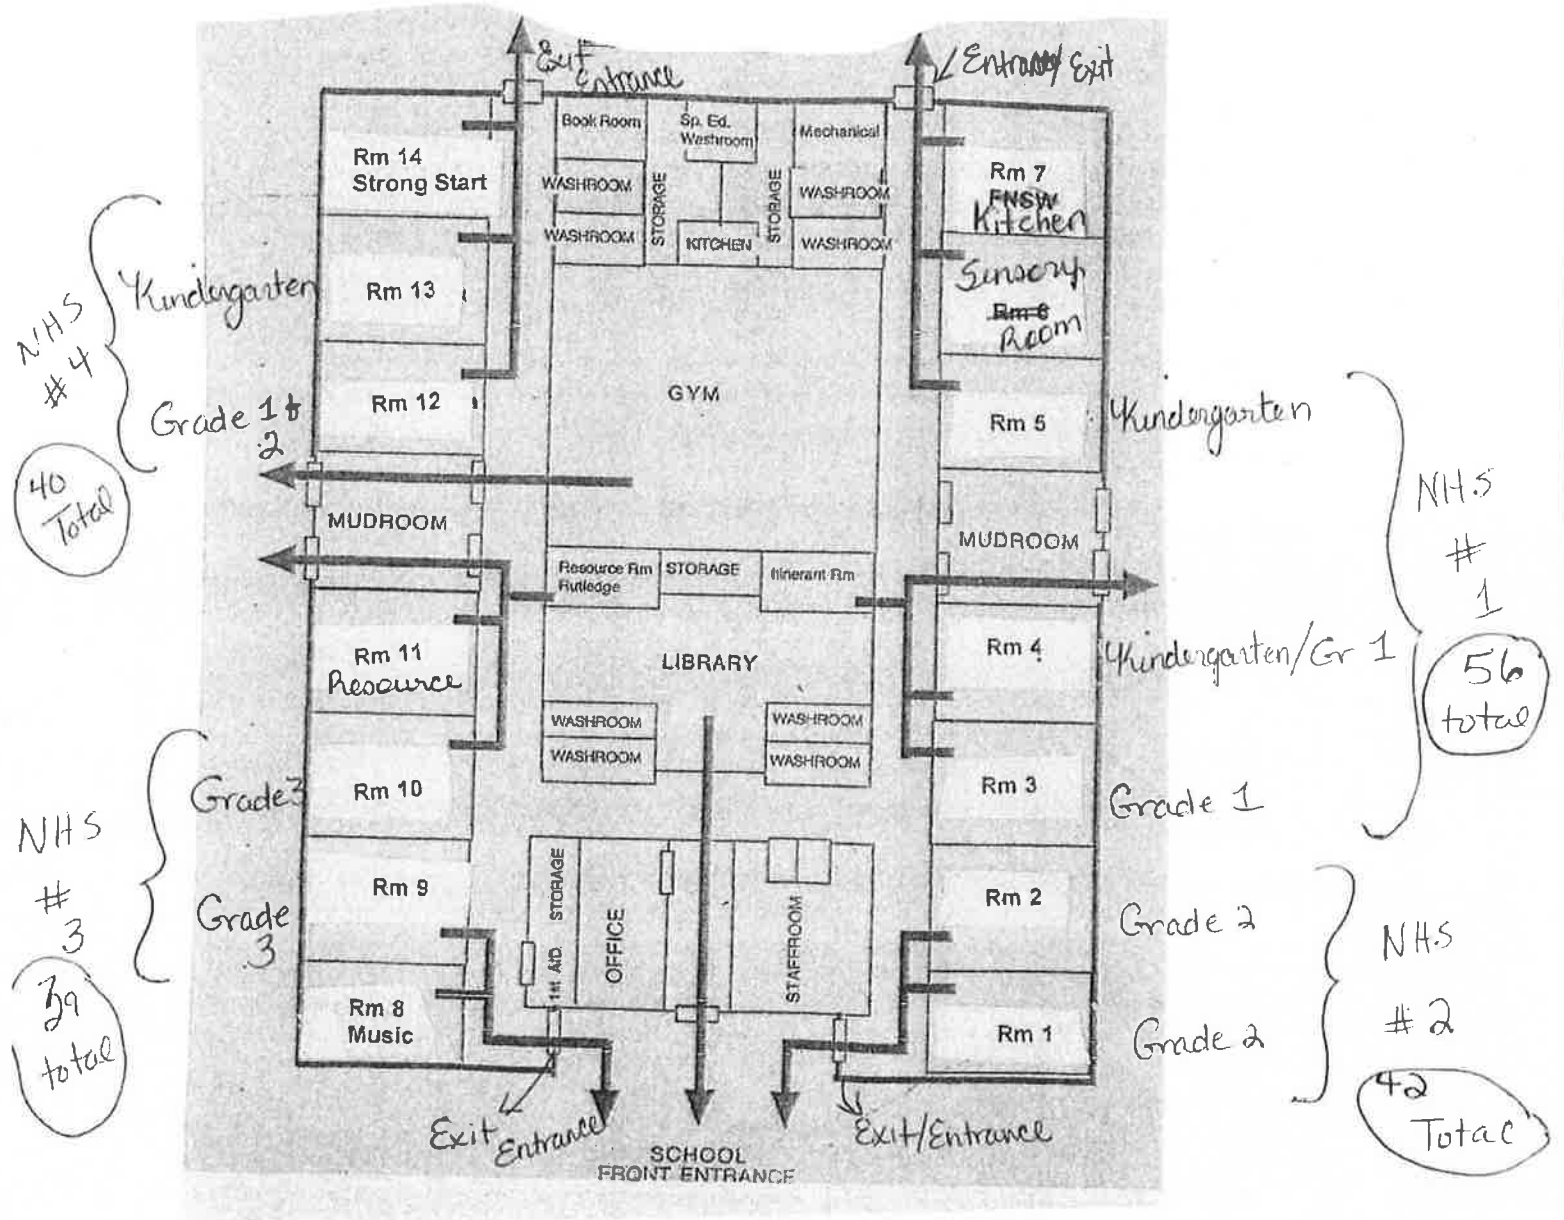 Exit
Entrance
Entrance/ Exit
Book Room
Sp. Ed.
Washroom
Mechanical
Rm 14
Strong Start
WASHROOM
STORAGE
STORAGE
WASHROOM
Rm 7
FNSW
Kitchen
WASHROOM
KITCHEN
WASHROOM
NHS
#4
Kindergarten
Rm 13
Sensory
Rm 6
Room
Grade 1 &
2
Rm 12
GYM
Rm 5
Kindergarten
40
Total
MUDROOM
MUDROOM
NHS
#
1
56
total
Resource Rm
Rutledge
STORAGE
Itinerant Rm
Rm 11
Resource
LIBRARY
Rm 4
Kindergarten/Gr 1
WASHROOM
WASHROOM
WASHROOM
WASHROOM
NHS
#
3
39
total
Grade 3
Rm 10
Rm 3
Grade 1
Grade
3
Rm 9
1st AID. STORAGE
OFFICE
STAFFROOM
Rm 2
Grade 2
NHS
#2
42
Total
Rm 8
Music
Rm 1
Grade 2
Exit
Entrance
Exit/Entrance
SCHOOL
FRONT ENTRANCE